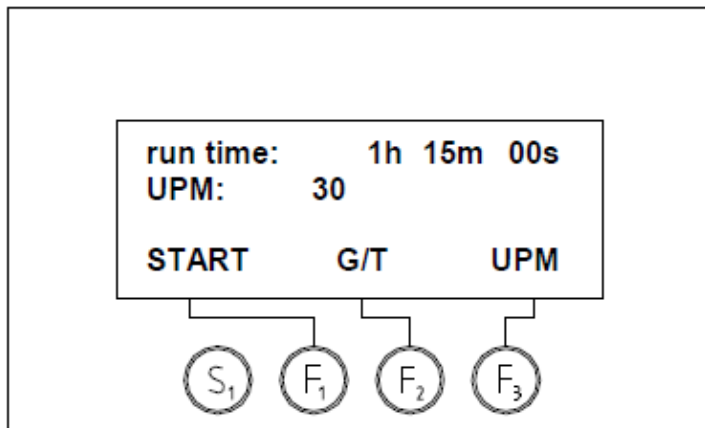 run time: 1h 15m 00s
UPM: 30
START G/T UPM
S₁ F₁ F₂ F₃